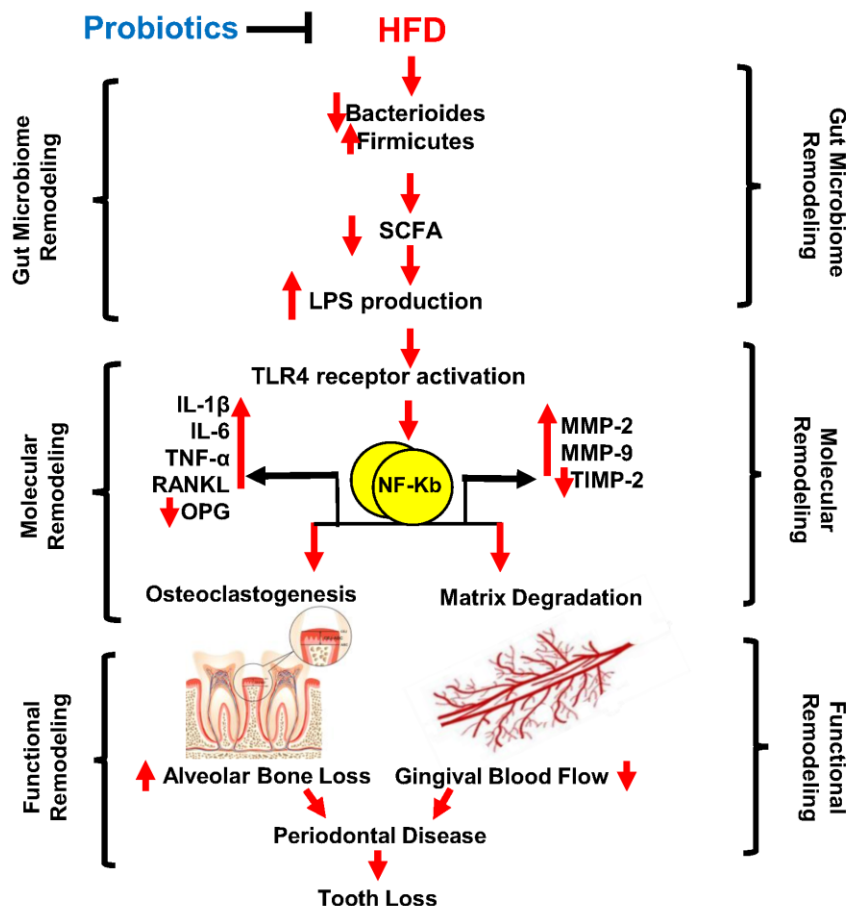 Probiotics HFD
Bacterioides
Firmicutes
SCFA
LPS production
Gut Microbiome
Remodeling
Gut Microbiome
Remodeling
TLR4 receptor activation
IL-1β
IL-6
TNF-α
RANKL
OPG
NF-Kb
MMP-2
MMP-9
TIMP-2
Molecular
Remodeling
Molecular
Remodeling
Osteoclastogenesis
Matrix Degradation
Functional
Remodeling
Functional
Remodeling
Alveolar Bone Loss
Gingival Blood Flow
Periodontal Disease
Tooth Loss